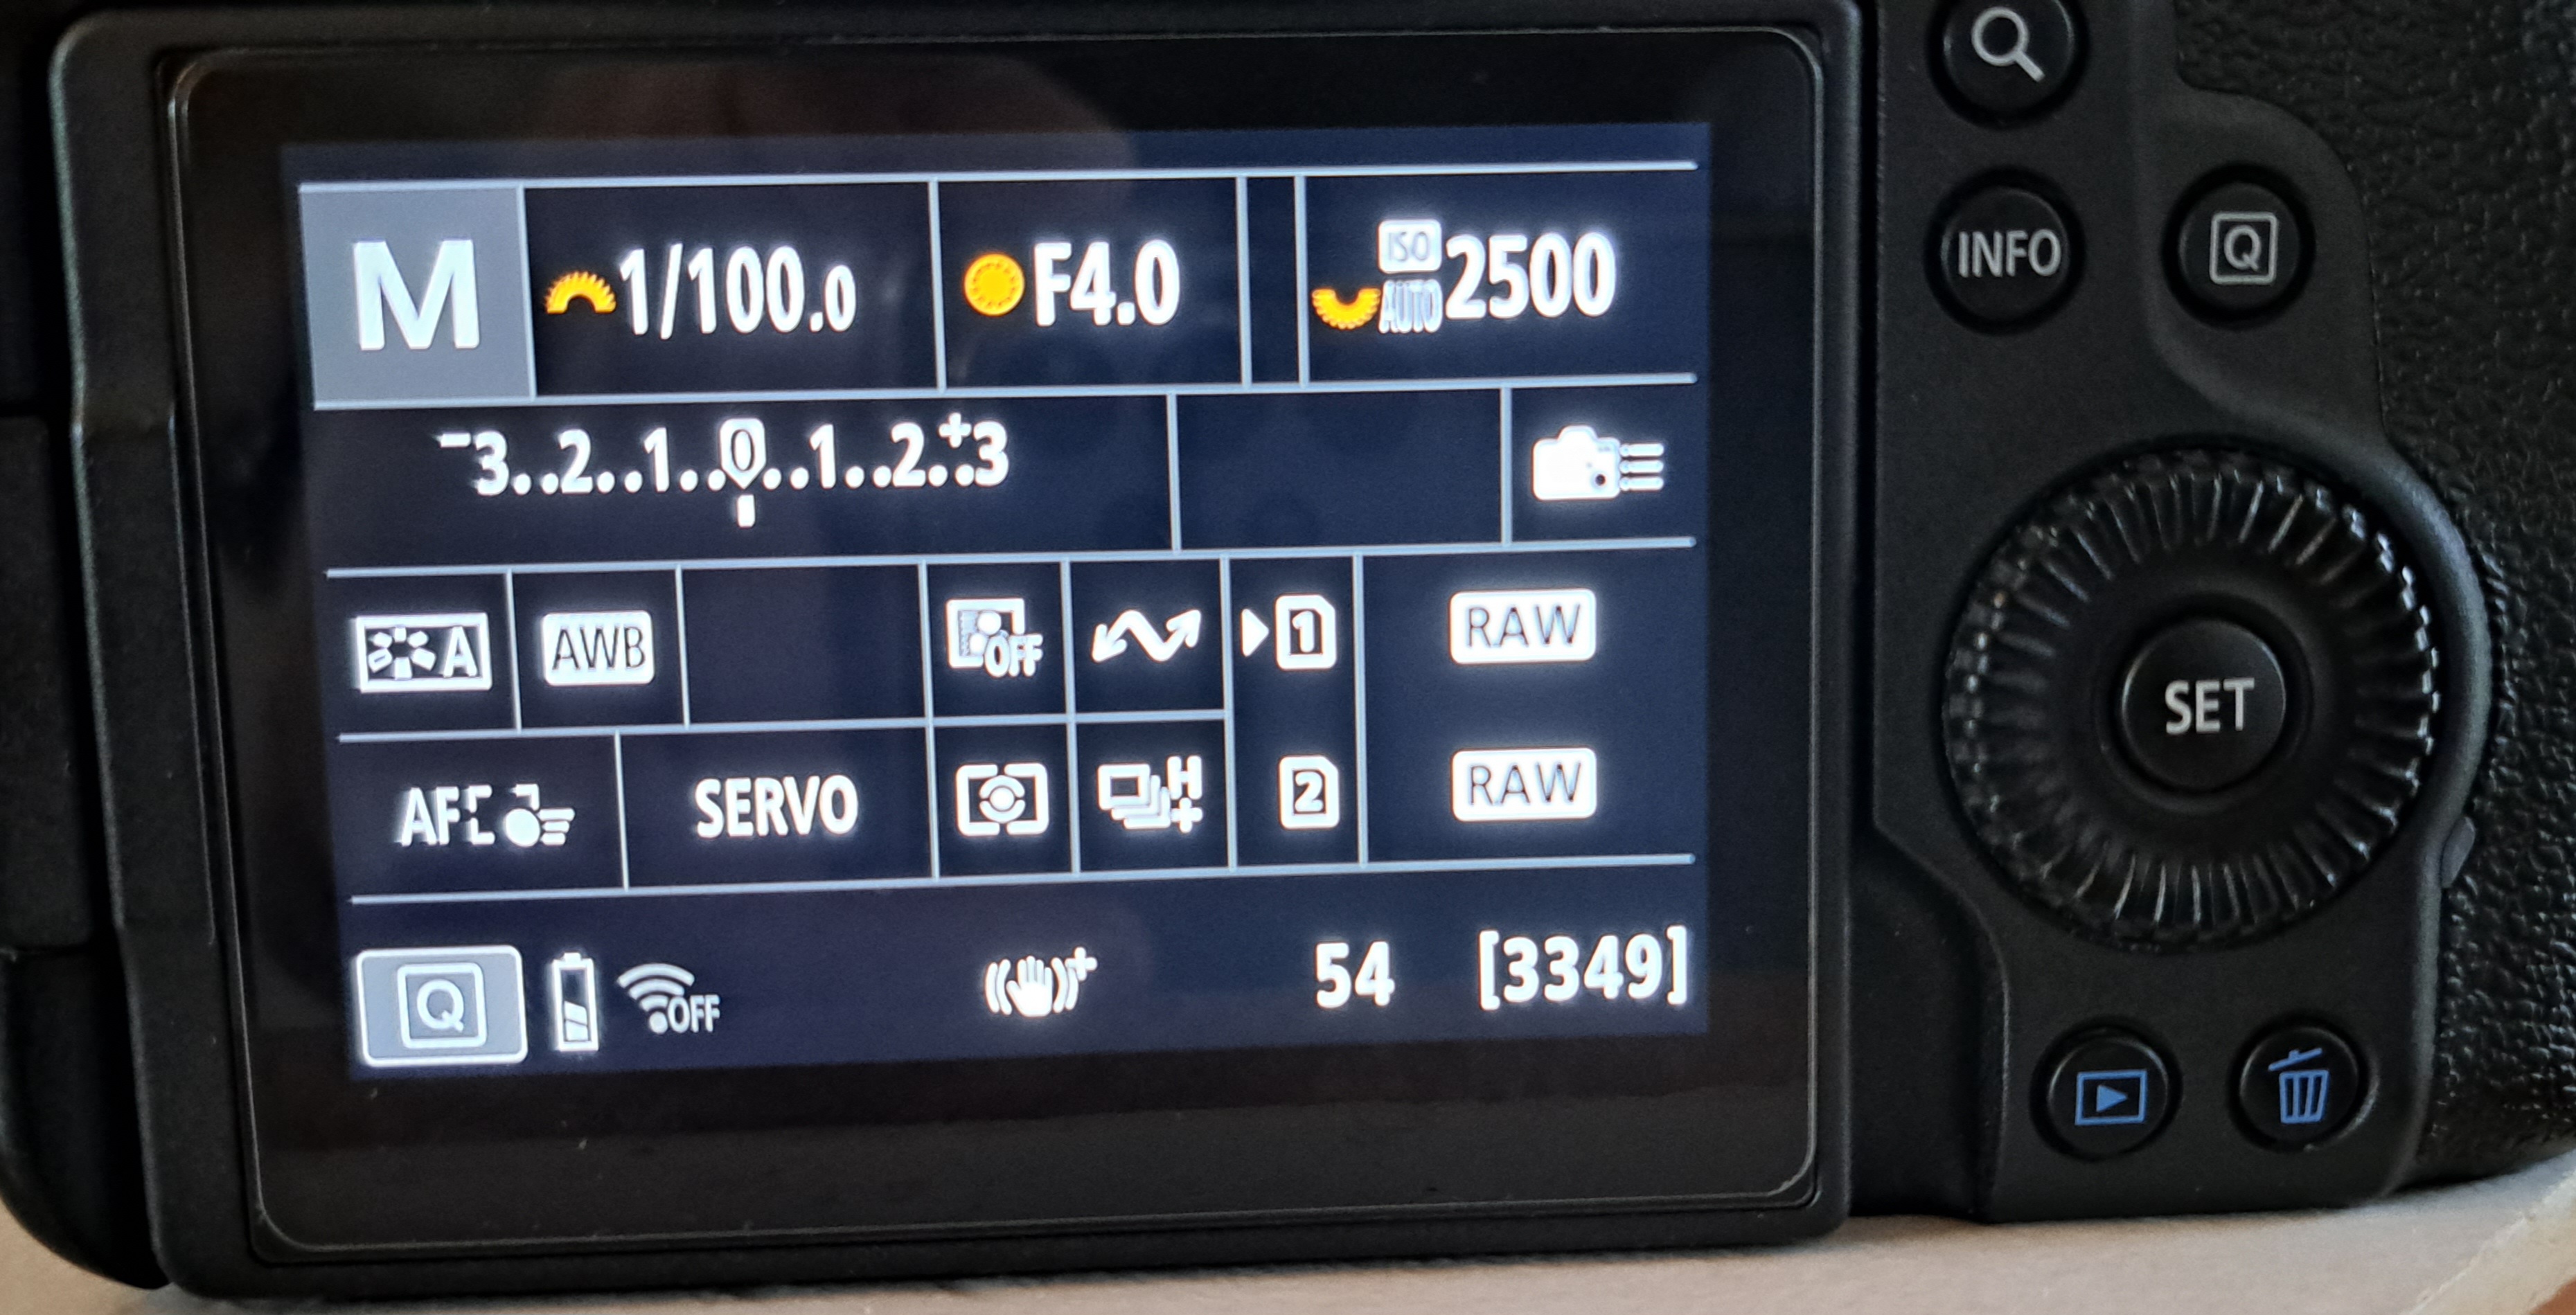 M 1/100.0 F4.0 ISO AUTO 2500
INFO Q
-3..2..1..0..1..2..+3
A AWB OFF 1 RAW
SET
AF SERVO H+ 2 RAW
Q OFF + 54 [3349]